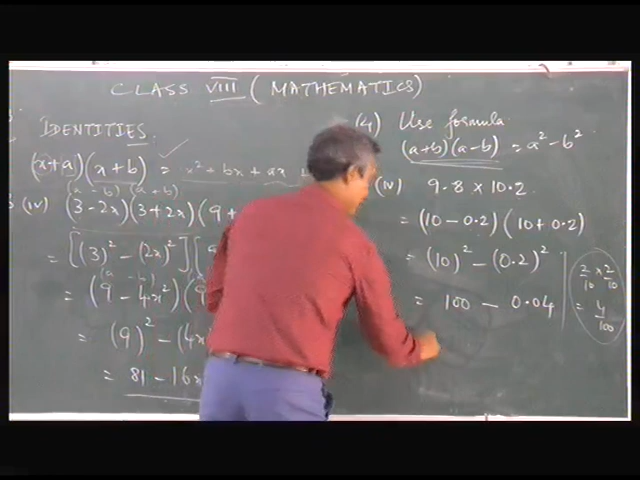 CLASS VIII (MATHEMATICS)
IDENTITIES.
(x+a)(x+b) = x² + bx + ax
(a - b) (a + b)
(iv) (3-2x)(3+2x)(9+
= [(3)² - (2x)²][
(a - b)
= (9 - 4x²)(9
= (9)² - (4x
= 81 - 16x
(4) Use formula
(a+b)(a-b) = a² - b²
(iv) 9.8 × 10.2
= (10 - 0.2)(10 + 0.2)
= (10)² - (0.2)²
= 100 - 0.04
2/10 × 2/10
= 4/100